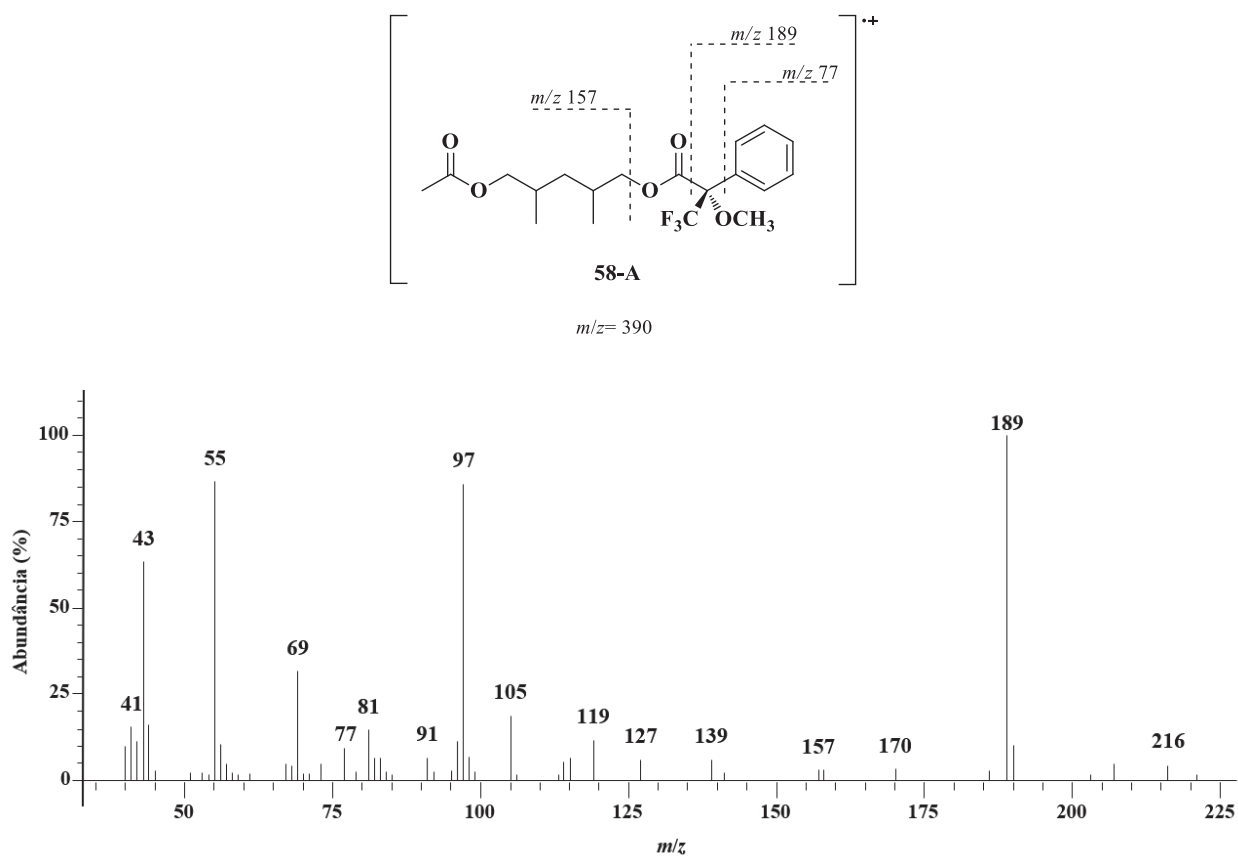 •+
m/z 189
m/z 77
m/z 157
O
O
O
O
F₃C
OCH₃
58-A
m/z= 390
Abundância (%)
100
75
50
25
0
41
43
55
69
77
81
91
97
105
119
127
139
157
170
189
216
50
75
100
125
150
175
200
225
m/z